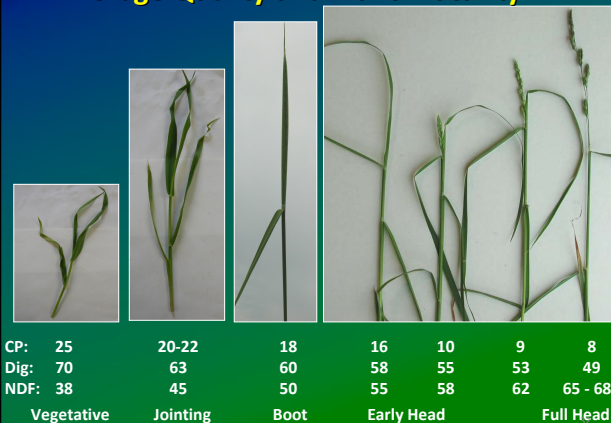 Quality
CP: 25 20-22 18 16 10 9 8
Dig: 70 63 60 58 55 53 49
NDF: 38 45 50 55 58 62 65 - 68
Vegetative Jointing Boot Early Head Full Head